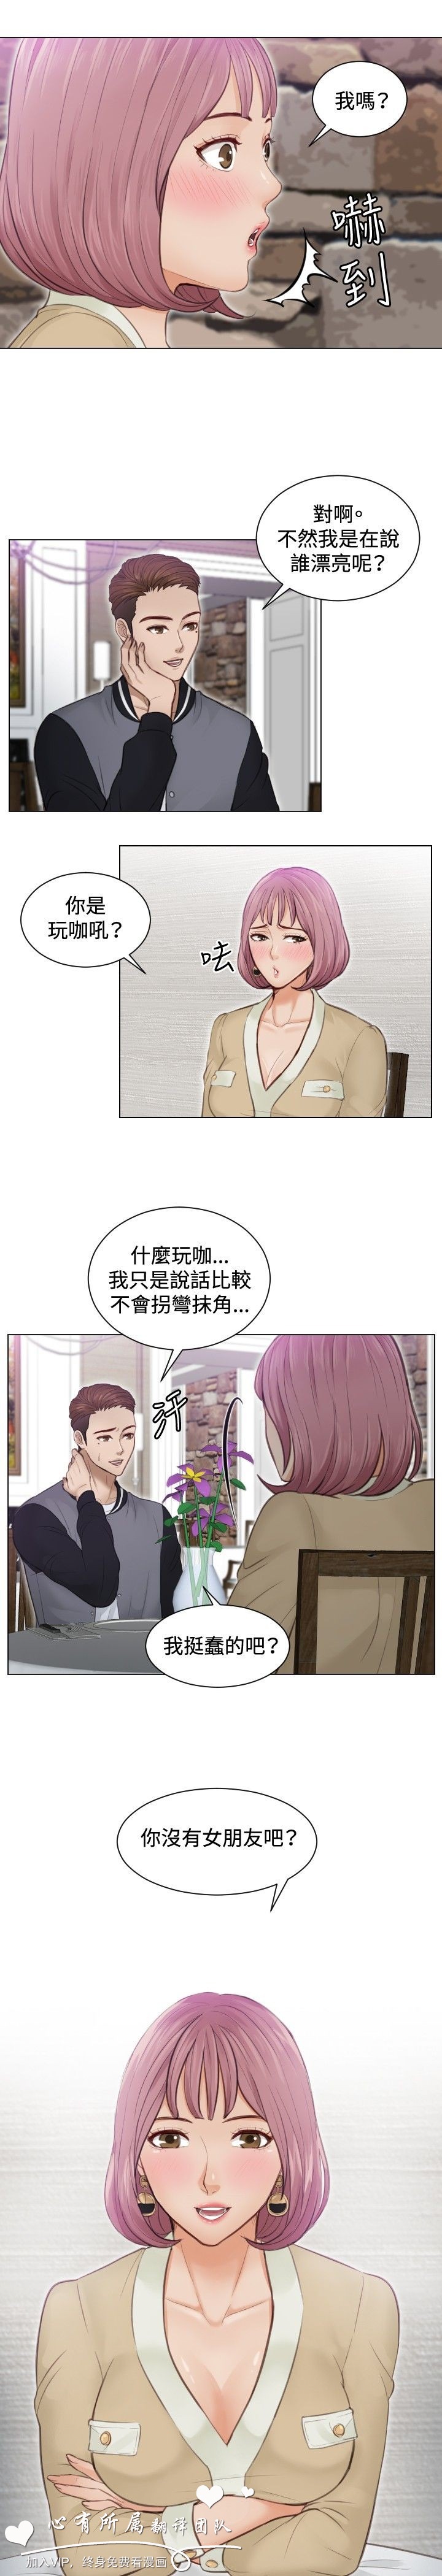 我嗎？
嚇
到
對啊。
不然我是在說
誰漂亮呢？
你是
玩咖吼？
呿
什麼玩咖...
我只是說話比較
不會拐彎抹角...
汗
我挺蠢的吧？
你沒有女朋友吧？
心有所属翻译团队
加入VIP，终身免费看漫画